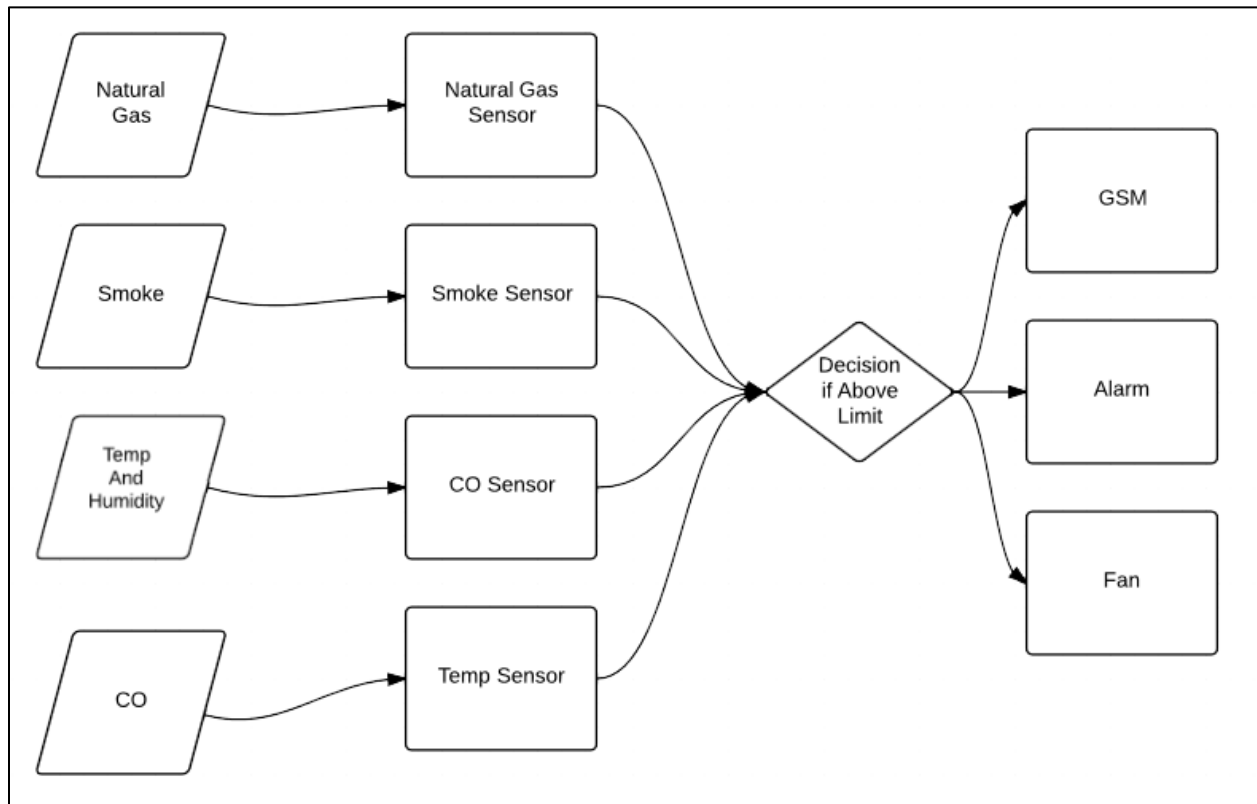 Natural
Gas
Natural Gas
Sensor
Smoke
Smoke Sensor
Temp
And
Humidity
CO Sensor
CO
Temp Sensor
Decision
if Above
Limit
GSM
Alarm
Fan